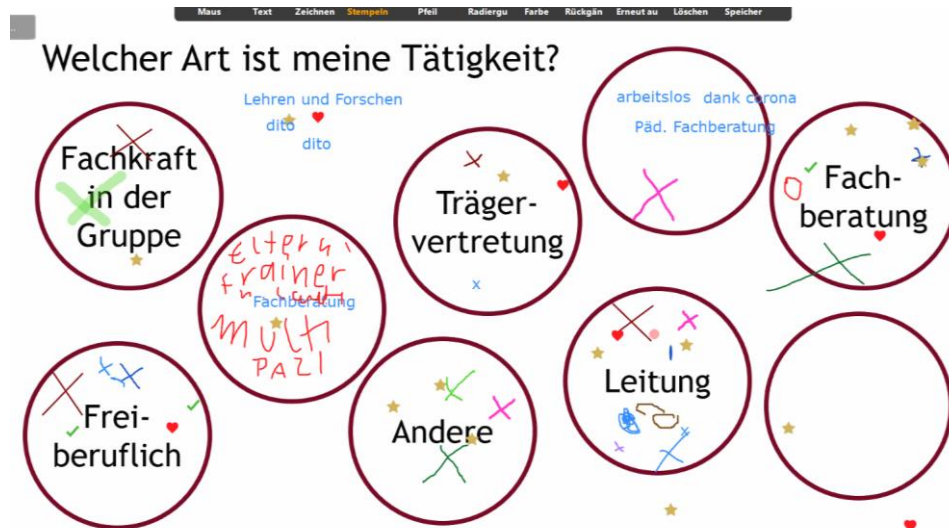 Maus Text Zeichnen Stempeln Pfeil Radiergu Farbe Rückgän Erneut au Löschen Speicher
Welcher Art ist meine Tätigkeit?
Lehren und Forschen
dito
dito
arbeitslos dank corona
Päd. Fachberatung
Fachkraft
in der
Gruppe
Träger-
vertretung
x
Fach-
beratung
Eltern
trainer
Fachberatung
MULTI
PAZI
Frei-
beruflich
Andere
Leitung